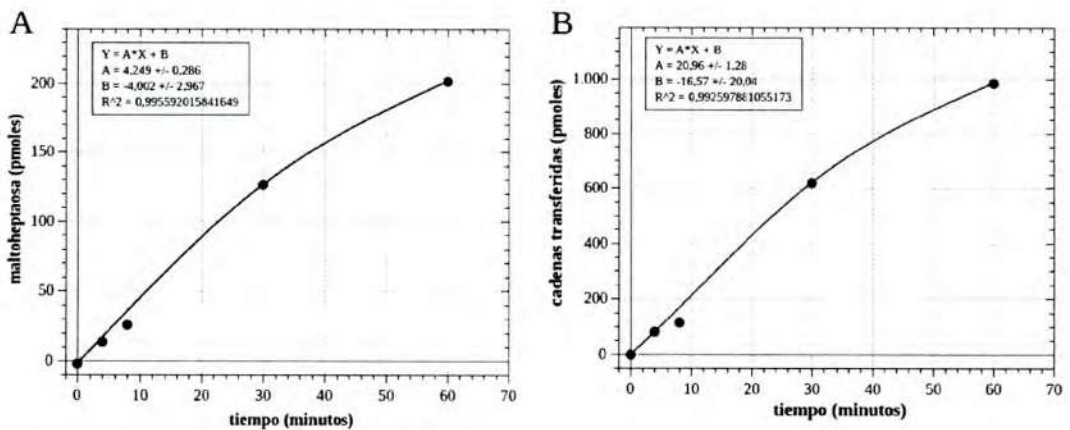 A
Y = A*X + B
A = 4,249 +/- 0,286
B = -4,002 +/- 2,967
R^2 = 0,995592015841649
maltoheptaosa (pmoles)
200
150
100
50
0
0 10 20 30 40 50 60 70
tiempo (minutos)
B
Y = A*X + B
A = 20,96 +/- 1,28
B = -16,57 +/- 20,04
R^2 = 0,992597881055173
cadenas transferidas (pmoles)
1.000
800
600
400
200
0
0 10 20 30 40 50 60 70
tiempo (minutos)